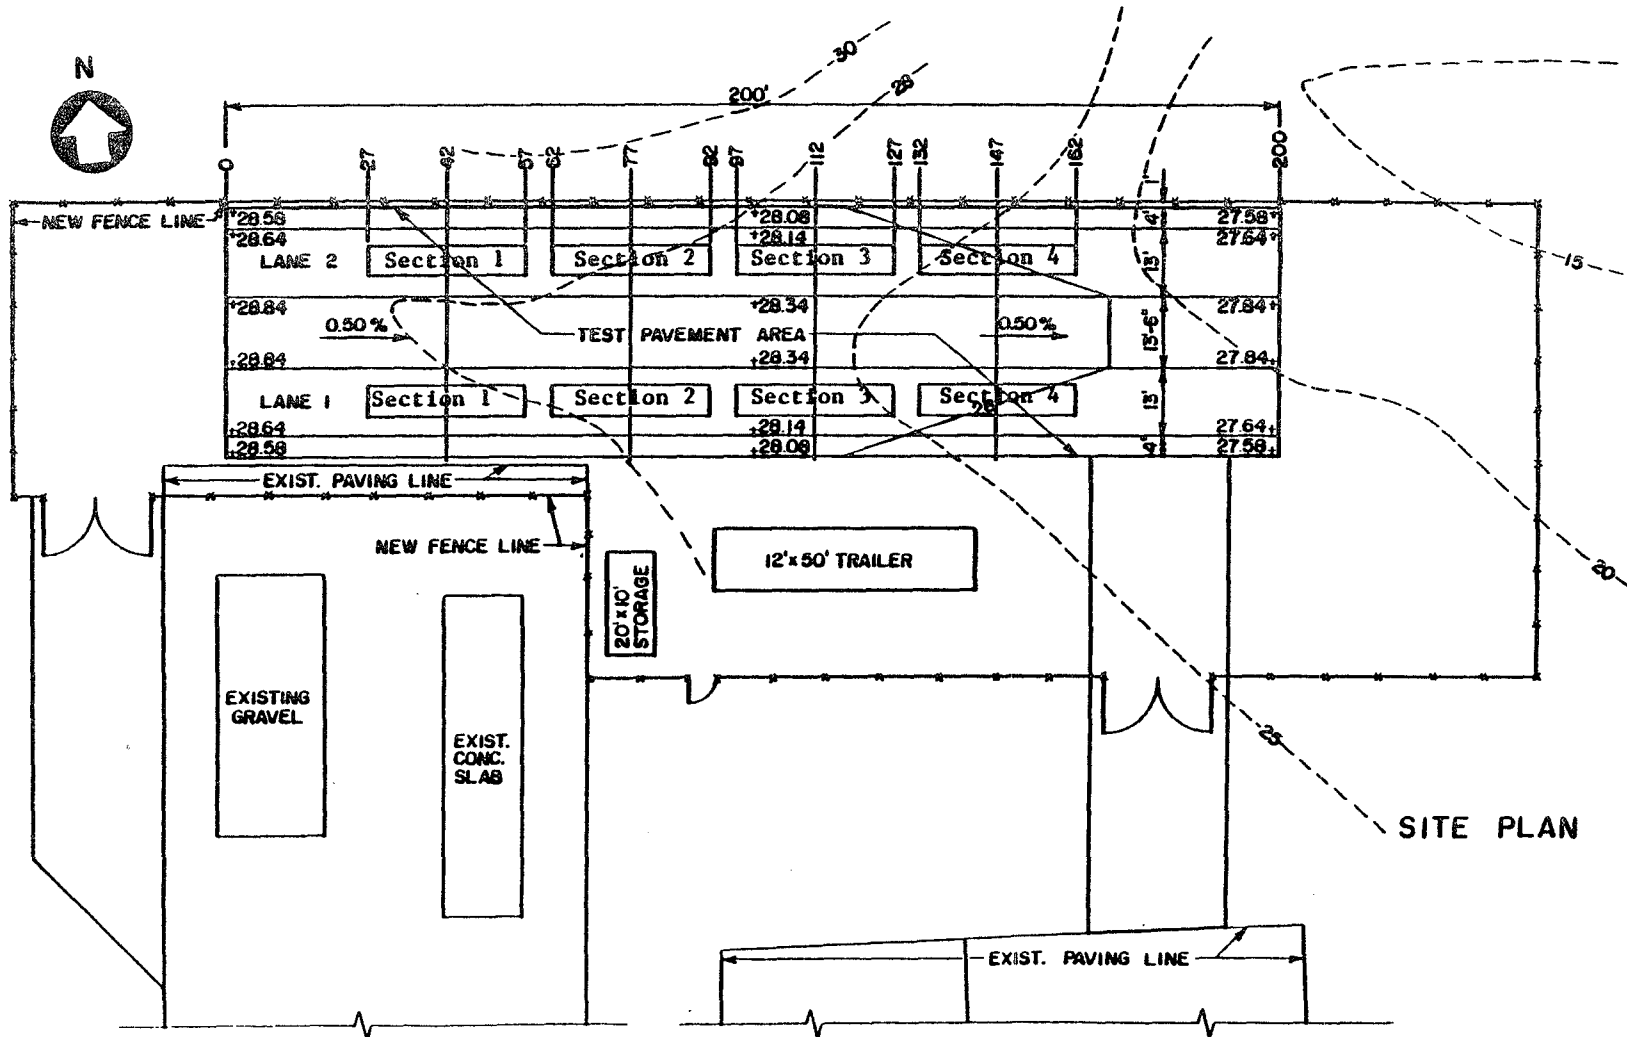 N
30
28
200'
0
27
42
57
62
77
92
97
112
127
132
147
162
200
1'
NEW FENCE LINE
28.58
28.08
27.58
4'
28.64
28.14
27.64
LANE 2
Section 1
Section 2
Section 3
Section 4
13'
15
28.84
28.34
27.84
0.50%
TEST PAVEMENT AREA
0.50%
13'-6"
28.84
28.34
27.84
LANE 1
Section 1
Section 2
Section 3
Section 4
13'
28
28.64
28.14
27.64
28.58
28.08
27.58
4'
EXIST. PAVING LINE
NEW FENCE LINE
12'x50' TRAILER
20'x10'
STORAGE
20
EXISTING
GRAVEL
EXIST.
CONC.
SLAB
25
SITE PLAN
EXIST. PAVING LINE